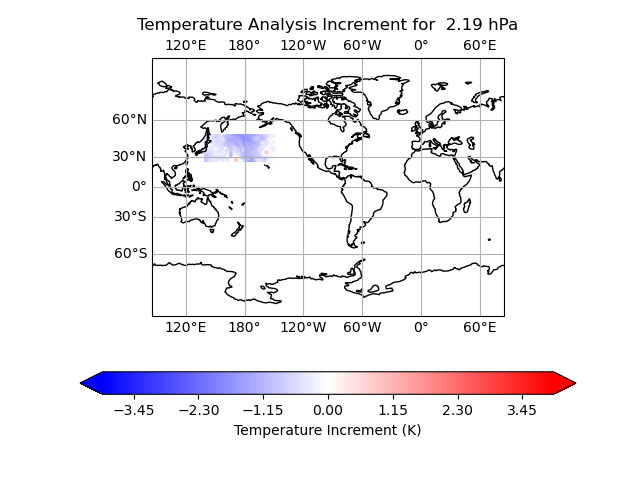 Temperature Analysis Increment for  2.19 hPa
120°E 180° 120°W 60°W 0° 60°E
60°N
30°N
0°
30°S
60°S
120°E 180° 120°W 60°W 0° 60°E
−3.45 −2.30 −1.15 0.00 1.15 2.30 3.45
Temperature Increment (K)